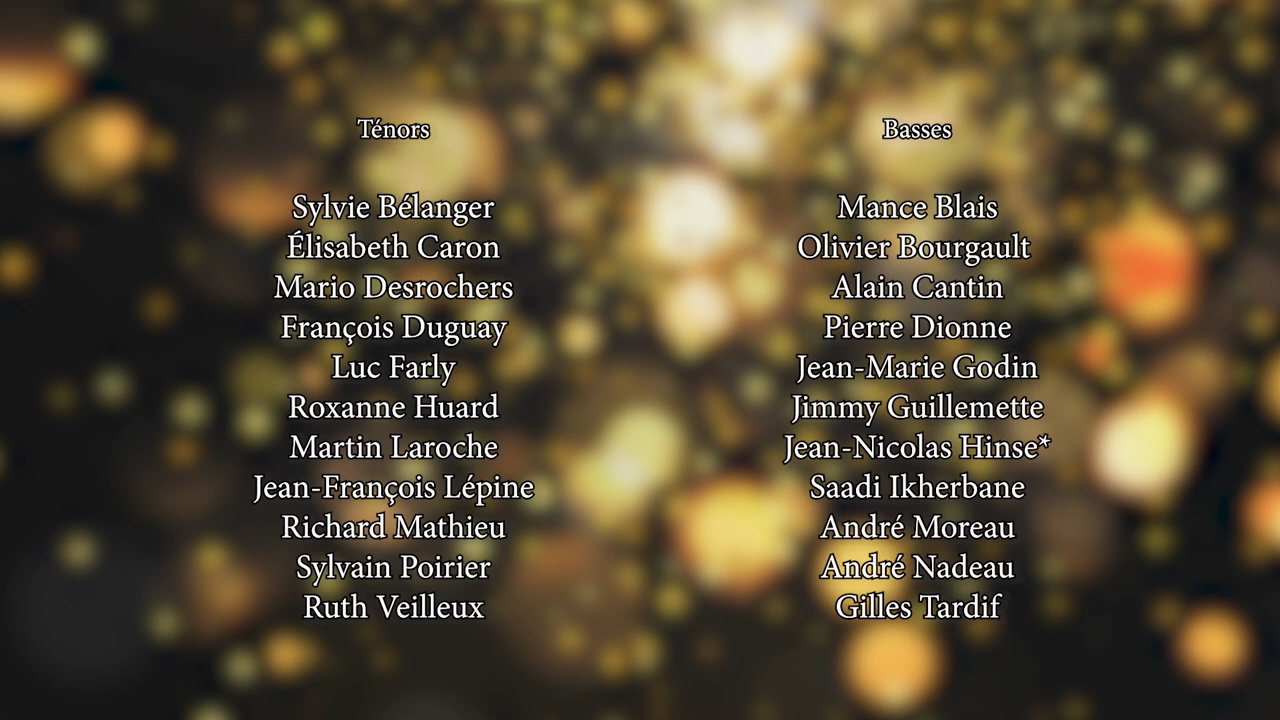 Ténors
Sylvie Bélanger
Élisabeth Caron
Mario Desrochers
François Duguay
Luc Farly
Roxanne Huard
Martin Laroche
Jean-François Lépine
Richard Mathieu
Sylvain Poirier
Ruth Veilleux
Basses
Mance Blais
Olivier Bourgault
Alain Cantin
Pierre Dionne
Jean-Marie Godin
Jimmy Guillemette
Jean-Nicolas Hinse*
Saadi Ikherbane
André Moreau
André Nadeau
Gilles Tardif